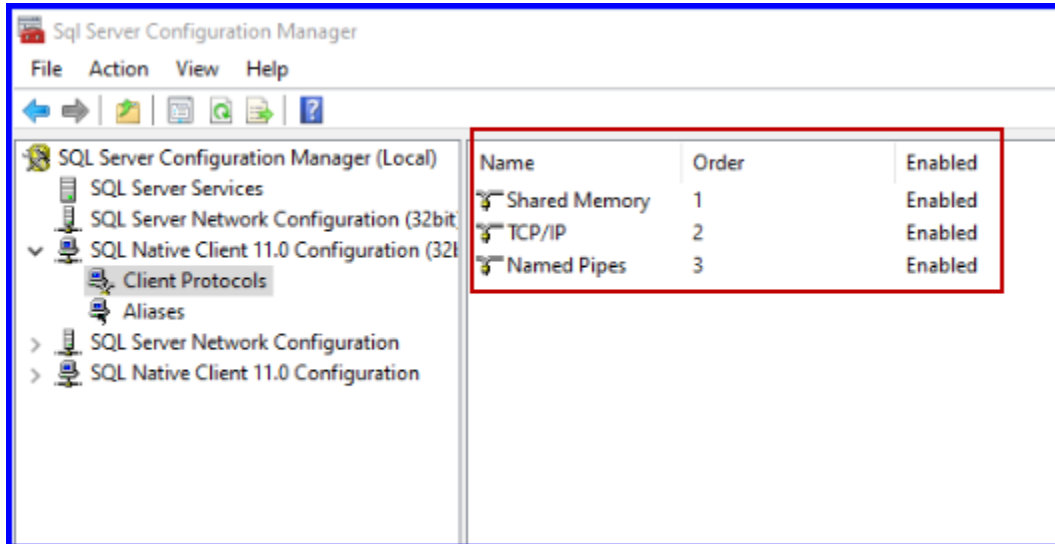 Sql Server Configuration Manager
File Action View Help
SQL Server Configuration Manager (Local)
SQL Server Services
SQL Server Network Configuration (32bit
SQL Native Client 11.0 Configuration (32b
Client Protocols
Aliases
SQL Server Network Configuration
SQL Native Client 11.0 Configuration
Name Order Enabled
Shared Memory 1 Enabled
TCP/IP 2 Enabled
Named Pipes 3 Enabled